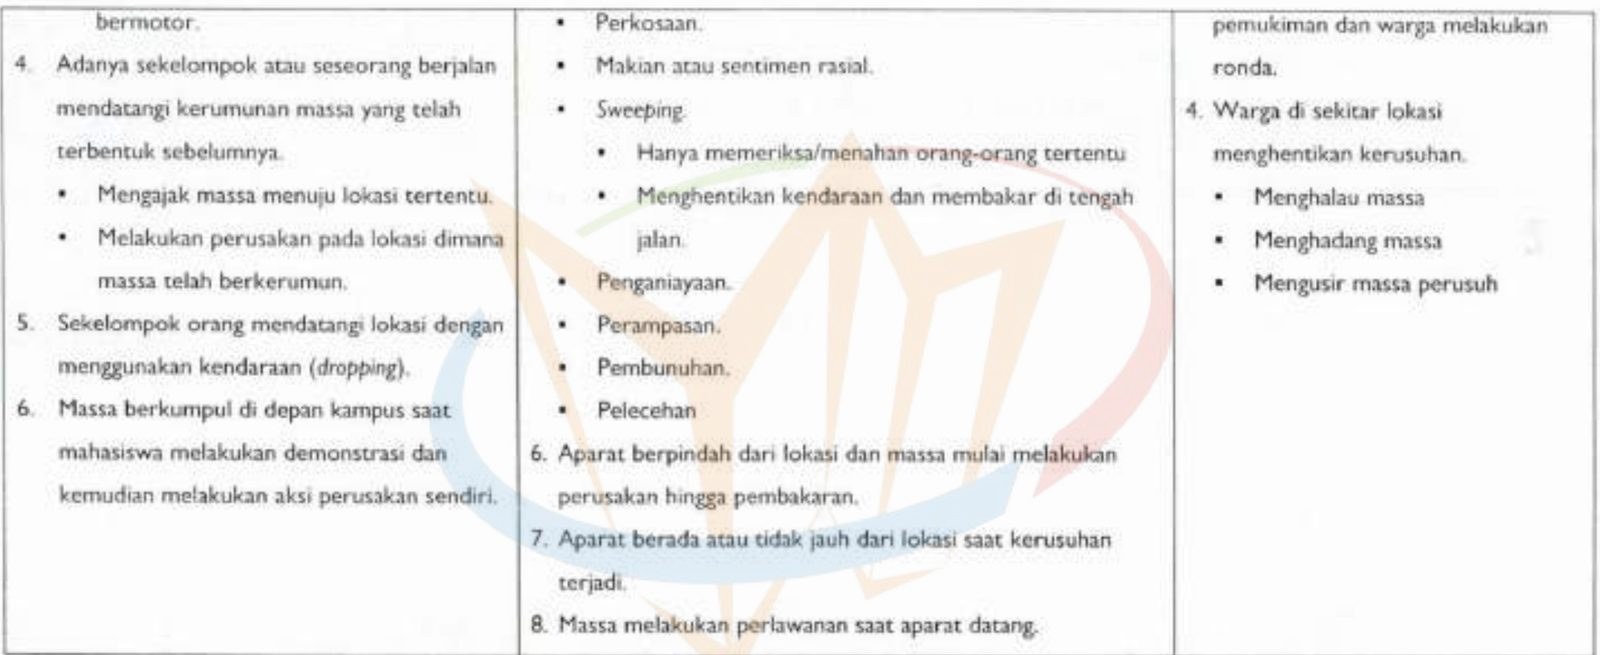 bermotor.
4. Adanya sekelompok atau seseorang berjalan
mendatangi kerumunan massa yang telah
terbentuk sebelumnya.
• Mengajak massa menuju lokasi tertentu.
• Melakukan perusakan pada lokasi dimana
massa telah berkerumun.
5. Sekelompok orang mendatangi lokasi dengan
menggunakan kendaraan (dropping).
6. Massa berkumpul di depan kampus saat
mahasiswa melakukan demonstrasi dan
kemudian melakukan aksi perusakan sendiri.
• Perkosaan.
• Makian atau sentimen rasial.
• Sweeping.
• Hanya memeriksa/menahan orang-orang tertentu
• Menghentikan kendaraan dan membakar di tengah
jalan.
• Penganiayaan.
• Perampasan.
• Pembunuhan.
• Pelecehan
6. Aparat berpindah dari lokasi dan massa mulai melakukan
perusakan hingga pembakaran.
7. Aparat berada atau tidak jauh dari lokasi saat kerusuhan
terjadi.
8. Massa melakukan perlawanan saat aparat datang.
pemukiman dan warga melakukan
ronda.
4. Warga di sekitar lokasi
menghentikan kerusuhan.
• Menghalau massa
• Menghadang massa
• Mengusir massa perusuh